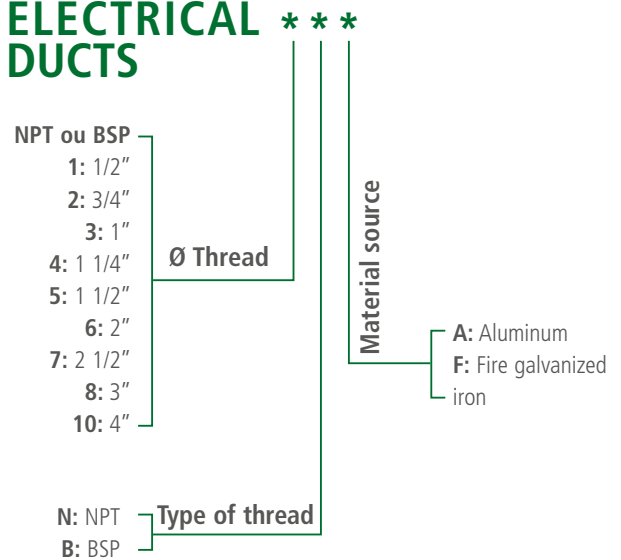 ELECTRICAL ***
DUCTS
NPT ou BSP
1: 1/2”
2: 3/4”
3: 1”
4: 1 1/4”
5: 1 1/2”
6: 2”
7: 2 1/2”
8: 3”
10: 4”
Ø Thread
Material source
A: Aluminum
F: Fire galvanized
iron
Type of thread
N: NPT
B: BSP